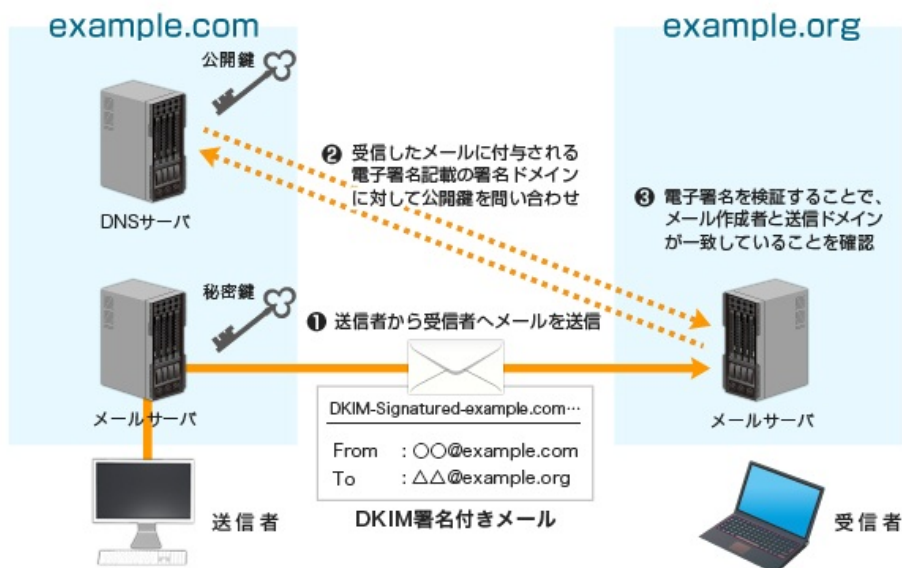 example.com
example.org
公開鍵
❷ 受信したメールに付与される
電子署名記載の署名ドメイン
に対して公開鍵を問い合わせ
❸ 電子署名を検証することで、
メール作成者と送信ドメイン
が一致していることを確認
DNSサーバ
秘密鍵
❶ 送信者から受信者へメールを送信
メールサーバ
メールサーバ
DKIM-Signatured-example.com…
From : ○○@example.com
To : △△@example.org
DKIM署名付きメール
送信者
受信者